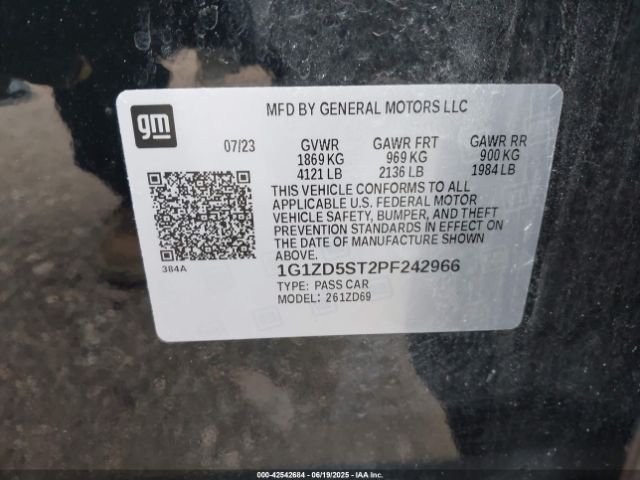 gm
MFD BY GENERAL MOTORS LLC
07/23 GVWR GAWR FRT GAWR RR
1869 KG 969 KG 900 KG
4121 LB 2136 LB 1984 LB
THIS VEHICLE CONFORMS TO ALL
APPLICABLE U.S. FEDERAL MOTOR
VEHICLE SAFETY, BUMPER, AND THEFT
PREVENTION STANDARDS IN EFFECT ON
THE DATE OF MANUFACTURE SHOWN
ABOVE.
384A
1G1ZD5ST2PF242966
TYPE: PASS CAR
MODEL: 261ZD69
000-42542684 - 06/19/2025 - IAA Inc.